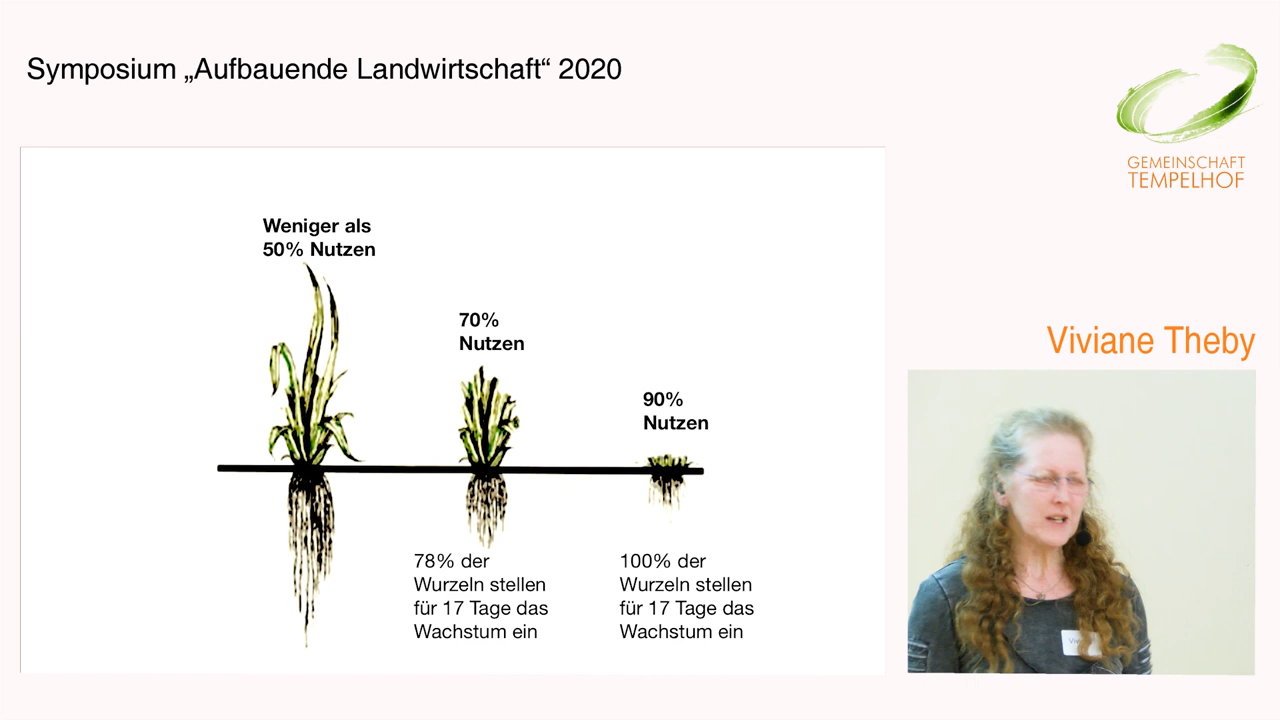 Symposium „Aufbauende Landwirtschaft“ 2020
GEMEINSCHAFT
TEMPELHOF
Weniger als
50% Nutzen
70%
Nutzen
90%
Nutzen
78% der
Wurzeln stellen
für 17 Tage das
Wachstum ein
100% der
Wurzeln stellen
für 17 Tage das
Wachstum ein
Viviane Theby